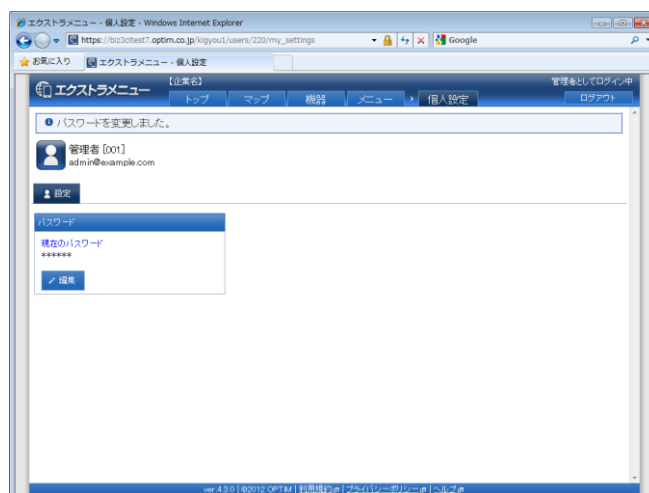 エクストラメニュー - 個人設定 - Windows Internet Explorer
https://biz3citest7.optim.co.jp/kigyou1/users/220/my_settings
Google
お気に入り
エクストラメニュー - 個人設定
エクストラメニュー
【企業名】
管理者としてログイン中
トップ マップ 機器 メニュー 個人設定 ログアウト
パスワードを変更しました。
管理者 [001]
admin@example.com
設定
パスワード
現在のパスワード
******
編集
ver.4.3.0 | ©2012 OPTiM | 利用規約 | プライバシーポリシー | ヘルプ